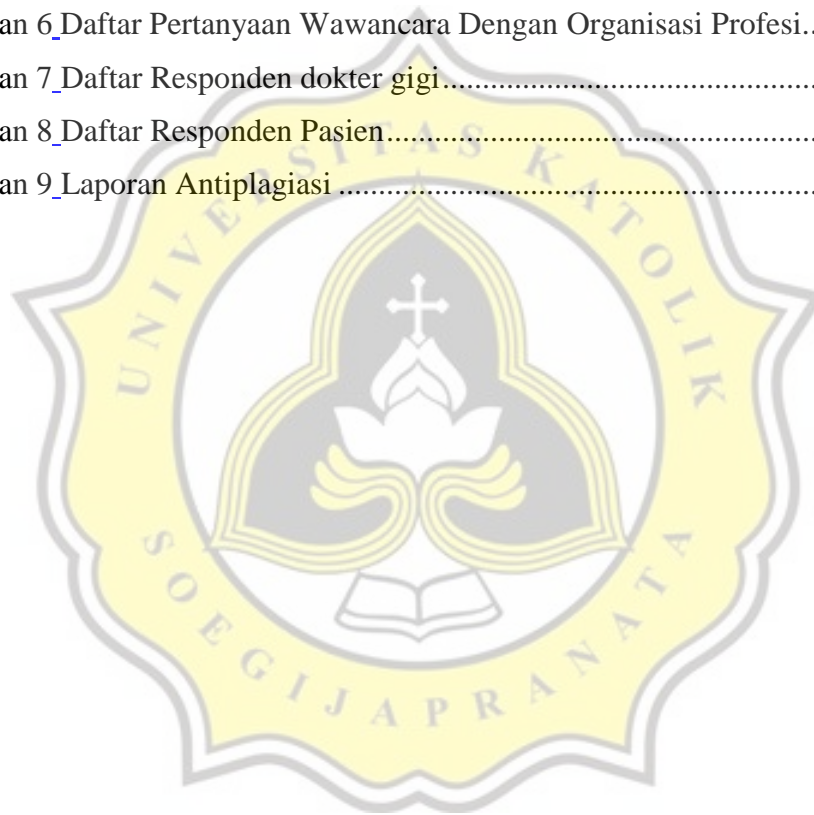 an 6 Daftar Pertanyaan Wawancara Dengan Organisasi Profesi..
an 7 Daftar Responden dokter gigi............................................................
an 8 Daftar Responden Pasien............................................................
an 9 Laporan Antiplagiasi ............................................................
UNIVERSITAS KATOLIK
SOEGIJAPRANATA